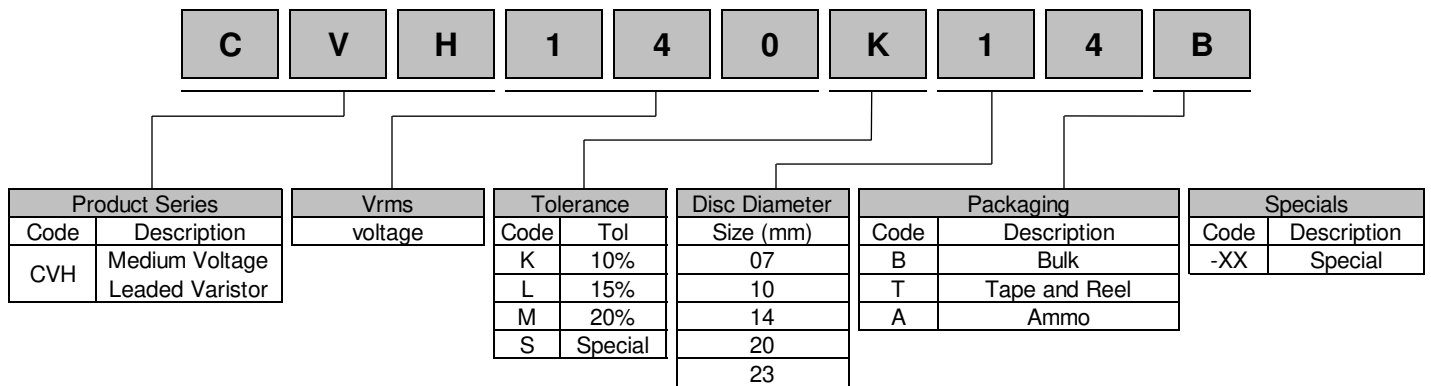 C V H 1 4 0 K 1 4 B
Product Series Vrms Tolerance Disc Diameter Packaging Specials
Code Description voltage Code Tol Size (mm) Code Description Code Description
CVH Medium Voltage Leaded Varistor K 10% 07 B Bulk -XX Special
L 15% 10 T Tape and Reel
M 20% 14 A Ammo
S Special 20
23